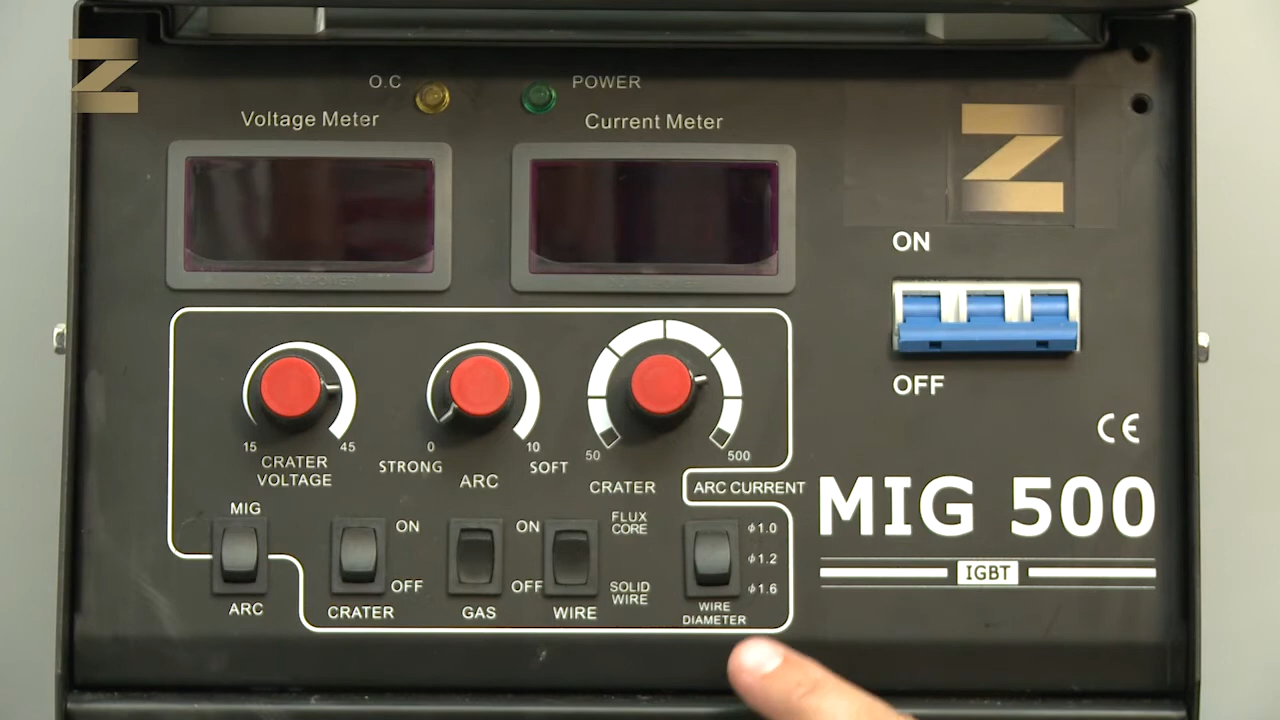 O.C
POWER
Voltage Meter
Current Meter
Z
Z
ON
OFF
15
45
CRATER
VOLTAGE
0
10
STRONG
SOFT
ARC
50
500
CRATER
ARC CURRENT
MIG
ARC
ON
OFF
CRATER
ON
OFF
GAS
FLUX
CORE
SOLID
WIRE
WIRE
ϕ1.0
ϕ1.2
ϕ1.6
WIRE
DIAMETER
CE
MIG 500
IGBT